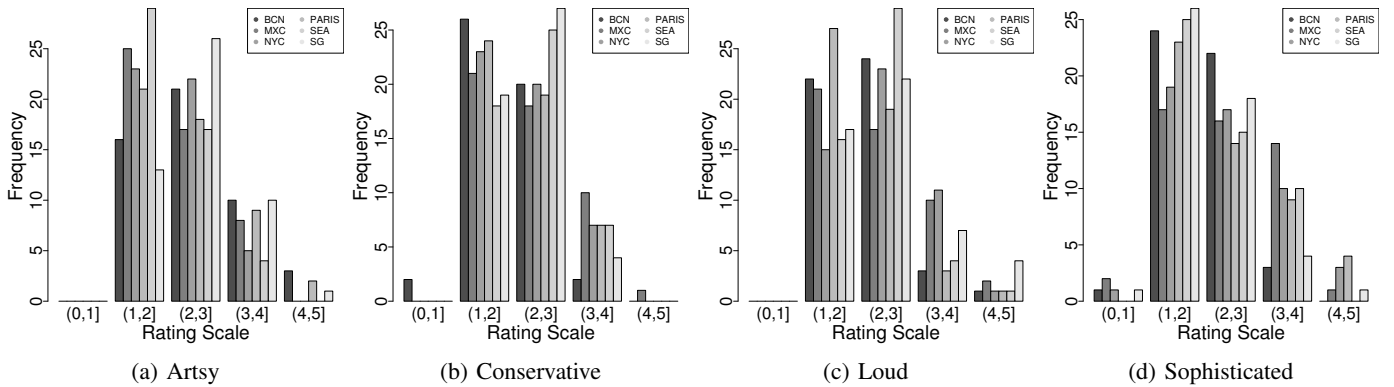 BCN PARIS
MXC SEA
NYC SG
Frequency
0 5 10 15 20 25
(0,1] (1,2] (2,3] (3,4] (4,5]
Rating Scale
(a) Artsy
BCN PARIS
MXC SEA
NYC SG
Frequency
0 5 10 15 20 25
(0,1] (1,2] (2,3] (3,4] (4,5]
Rating Scale
(b) Conservative
BCN PARIS
MXC SEA
NYC SG
Frequency
0 5 10 15 20 25
(0,1] (1,2] (2,3] (3,4] (4,5]
Rating Scale
(c) Loud
BCN PARIS
MXC SEA
NYC SG
Frequency
0 5 10 15 20 25
(0,1] (1,2] (2,3] (3,4] (4,5]
Rating Scale
(d) Sophisticated